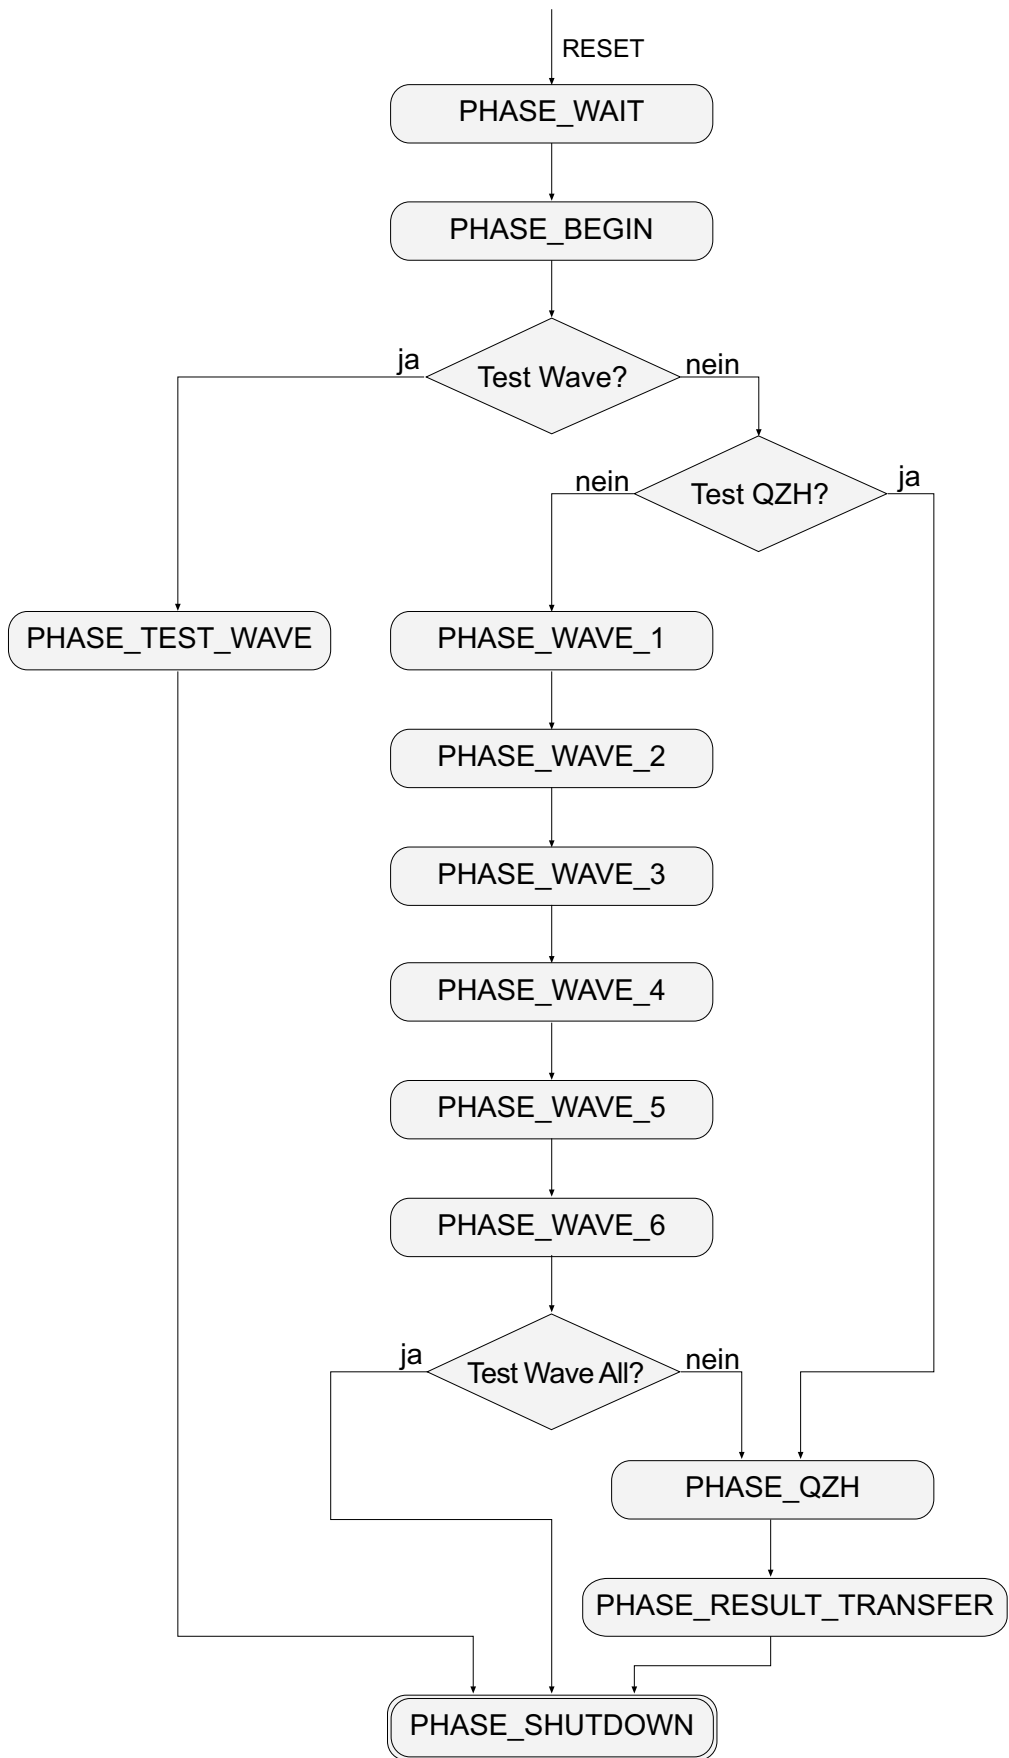 RESET
PHASE_WAIT
PHASE_BEGIN
ja
Test Wave?
nein
nein
Test QZH?
ja
PHASE_TEST_WAVE
PHASE_WAVE_1
PHASE_WAVE_2
PHASE_WAVE_3
PHASE_WAVE_4
PHASE_WAVE_5
PHASE_WAVE_6
ja
Test Wave All?
nein
PHASE_QZH
PHASE_RESULT_TRANSFER
PHASE_SHUTDOWN